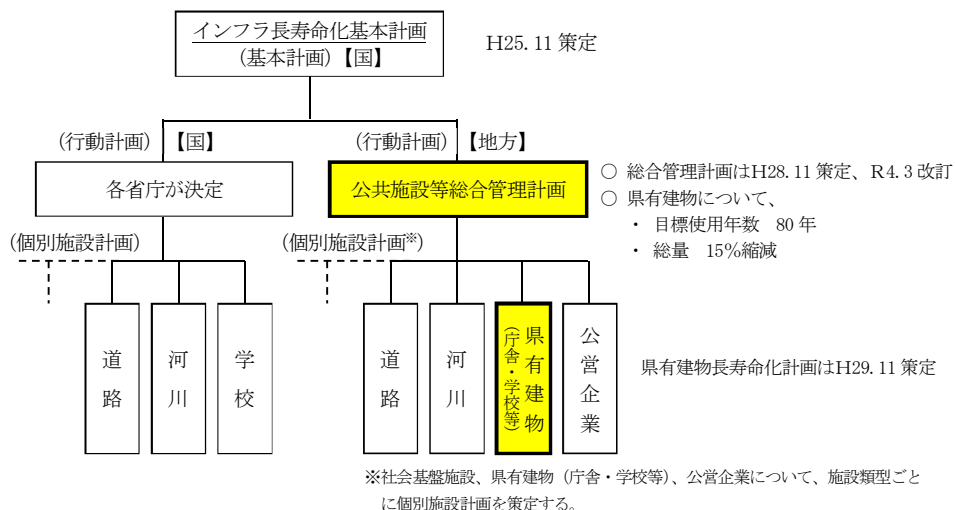 インフラ長寿命化基本計画
(基本計画)【国】
H25.11 策定
(行動計画) 【国】
(行動計画) 【地方】
各省庁が決定
公共施設等総合管理計画
○ 総合管理計画はH28.11 策定、R4.3 改訂
○ 県有建物について、
・ 目標使用年数 80 年
・ 総量 15%縮減
(個別施設計画)
(個別施設計画※)
道路
河川
学校
道路
河川
県有建物
(庁舎・学校等)
公営企業
県有建物長寿命化計画はH29.11 策定
※社会基盤施設、県有建物(庁舎・学校等)、公営企業について、施設類型ごと
に個別施設計画を策定する。